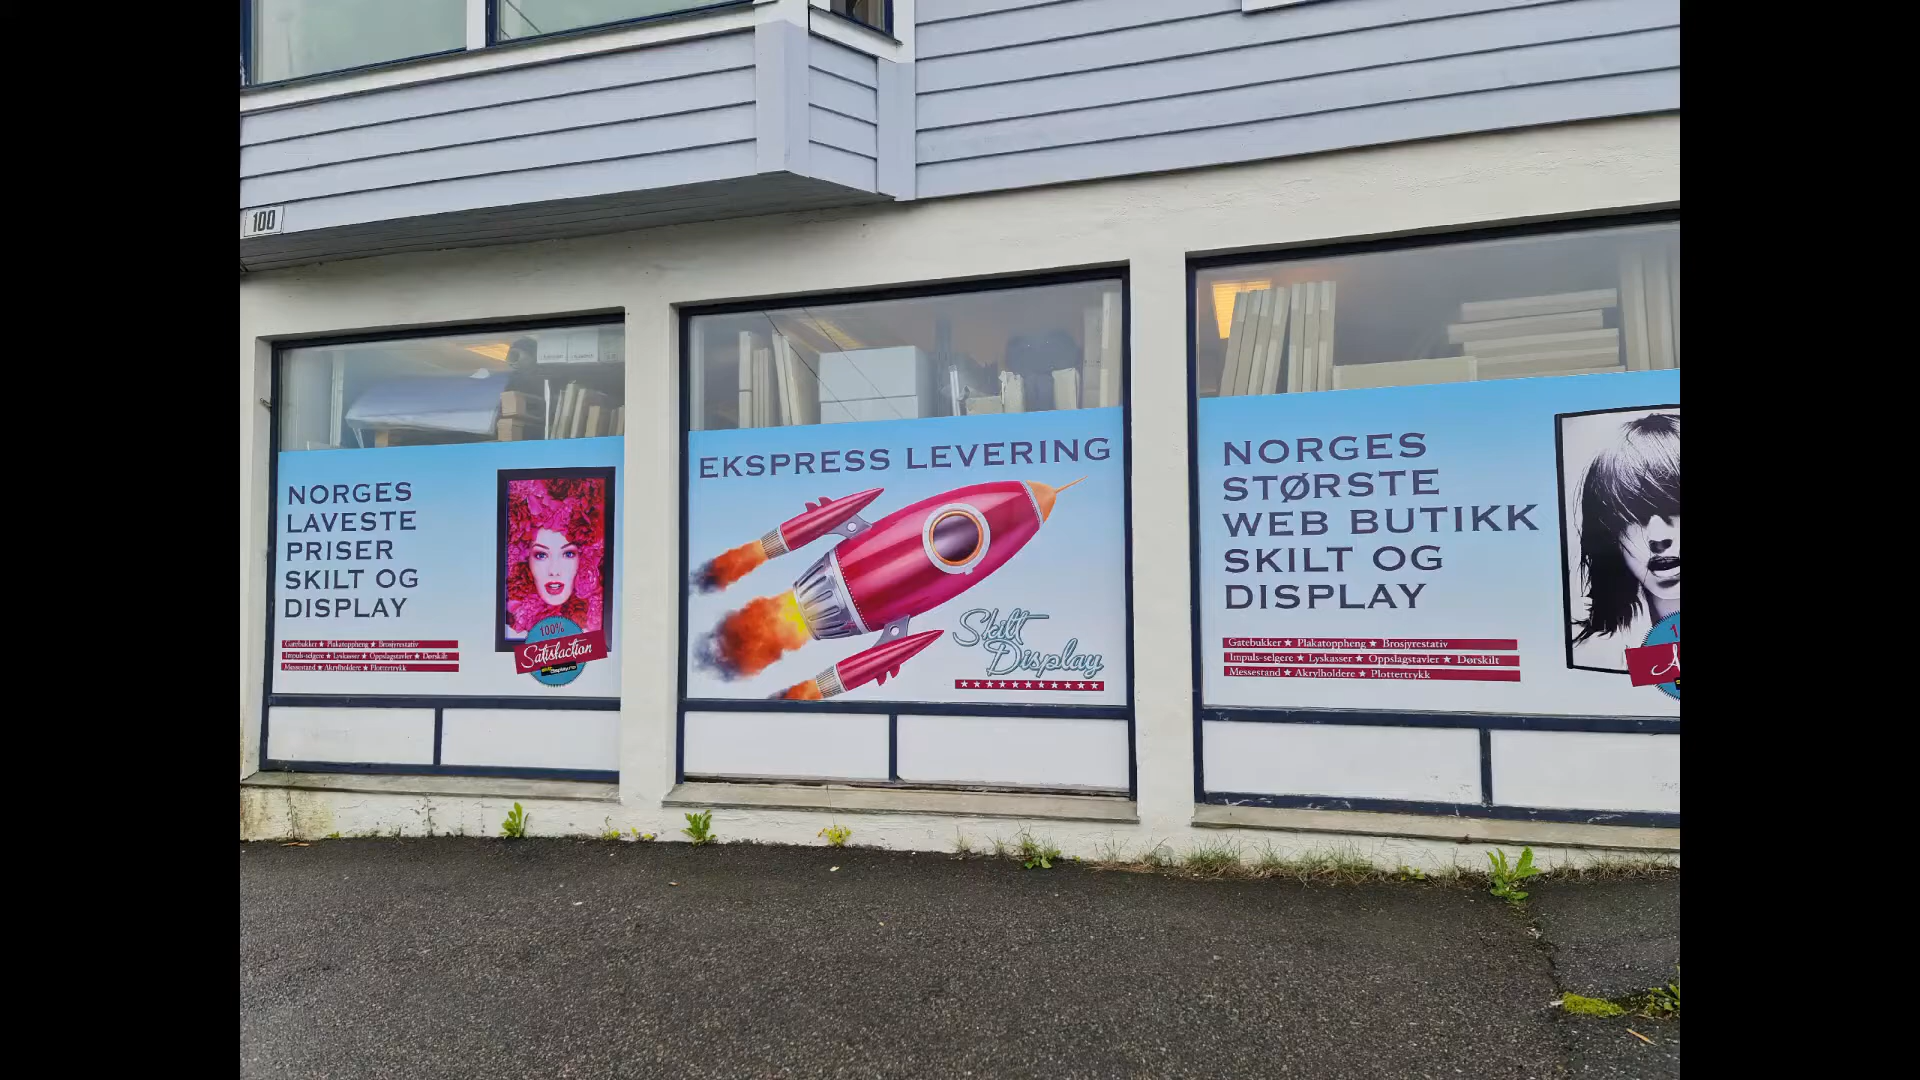 100
NORGES
LAVESTE
PRISER
SKILT OG
DISPLAY
Gatebukker ★ Plakatoppheng ★ Brosjyrestativ
Impuls-selgere ★ Lyskasser ★ Oppslagstavler ★ Dørskilt
Messestand ★ Akrylholdere ★ Plottertrykk
100%
Satisfaction
EKSPRESS LEVERING
Skilt
Display
NORGES
STØRSTE
WEB BUTIKK
SKILT OG
DISPLAY
Gatebukker ★ Plakatoppheng ★ Brosjyrestativ
Impuls-selgere ★ Lyskasser ★ Oppslagstavler ★ Dørskilt
Messestand ★ Akrylholdere ★ Plottertrykk